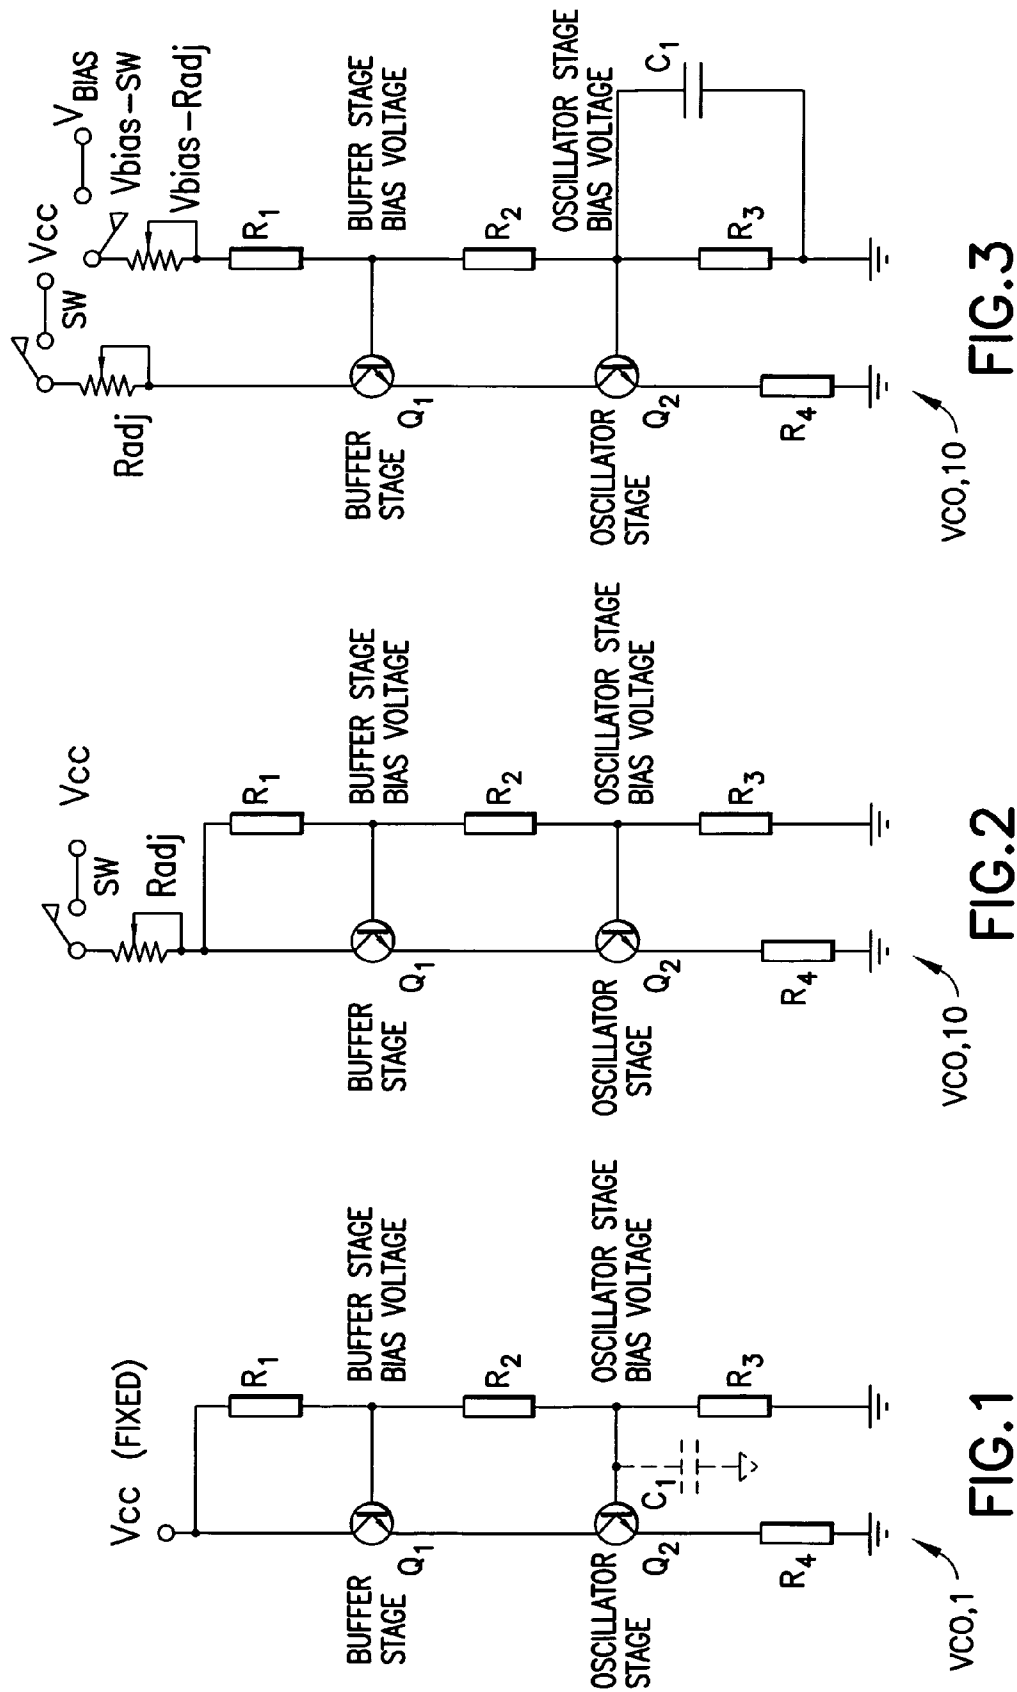 Vcc (FIXED)
R1
BUFFER STAGE
BIAS VOLTAGE
BUFFER
STAGE
Q1
R2
OSCILLATOR STAGE
BIAS VOLTAGE
C1
OSCILLATOR
STAGE
Q2
R3
R4
VCO,1
FIG.1
Vcc
SW
Radj
R1
BUFFER STAGE
BIAS VOLTAGE
BUFFER
STAGE
Q1
R2
OSCILLATOR STAGE
BIAS VOLTAGE
OSCILLATOR
STAGE
Q2
R3
R4
VCO,10
FIG.2
Vcc
SW
VBIAS
Vbias-SW
Vbias-Radj
Radj
R1
BUFFER STAGE
BIAS VOLTAGE
BUFFER
STAGE
Q1
R2
OSCILLATOR STAGE
BIAS VOLTAGE
C1
OSCILLATOR
STAGE
Q2
R3
R4
VCO,10
FIG.3